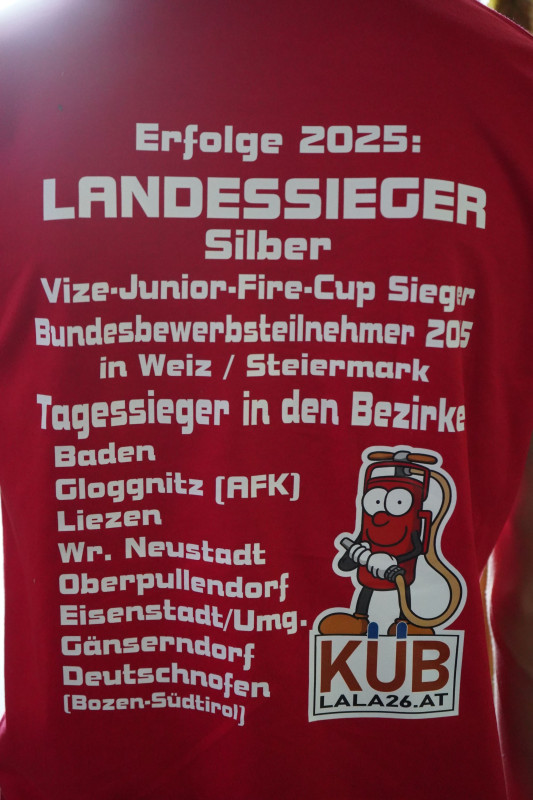 Erfolge 2025:
LANDESSIEGER
Silber
Vize-Junior-Fire-Cup Sieger
Bundesbewerbsteilnehmer 205
in Weiz / Steiermark
Tagessieger in den Bezirke
Baden
Gloggnitz (AFK)
Liezen
Wr. Neustadt
Oberpullendorf
Eisenstadt/Umg.
Gänserndorf
Deutschnofen
(Bozen-Südtirol)
KÜB
LALA26.AT